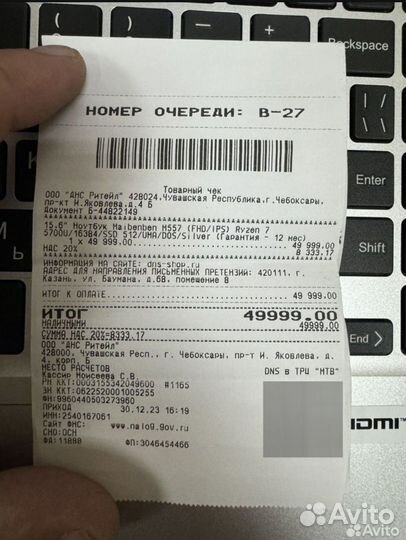 Backspace
Enter
Shift
End
HDMI
НОМЕР ОЧЕРЕДИ: B-27
Товарный чек
ООО "ДНС Ритейл" 428024,Чувашская Республика,г.Чебоксары,
пр-кт И.Яковлева,д.4 Б
Документ Б-44822149
15.6" Ноутбук Maibenben M557 (FHD/IPS) Ryzen 7
5700U/16384/SSD 512/UMA/DOS/Silver (Гарантия - 12 мес)
1 x 49 999.00 49 999.00
НДС 20% 8 333.17
ИНФОРМАЦИЯ НА САЙТЕ: dns-shop.ru
АДРЕС ДЛЯ НАПРАВЛЕНИЯ ПИСЬМЕННЫХ ПРЕТЕНЗИЙ: 420111, г.
Казань, ул. Баумана, д.68, помещение 8
ИТОГ К ОПЛАТЕ 49 999.00
ИТОГ 49999.00
НАЛИЧНЫМИ 49999.00
СУММА НДС 20%-8333.17
ООО "ДНС Ритейл"
428000, Чувашская Респ., г. Чебоксары, пр-т И. Яковлева, д.
4, корп. Б
МЕСТО РАСЧЕТОВ DNS в ТРЦ "МТВ"
Кассир Моисеева С.В.
РН ККТ:0003155342049600 #1165
ЗН ККТ:0622520001005255
ФН:9960440503273960
ПРИХОД 30.12.23 16:19
ИНН:2540167061
Сайт ФНС: www.nalog.gov.ru
СНО:ОСН
ФД:11880 ФП:3046454466
Avito
Avito